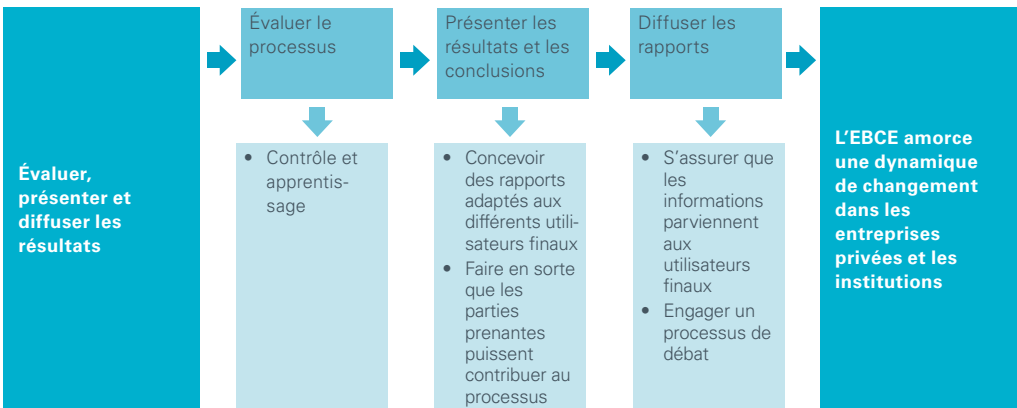 Évaluer,
présenter et
diffuser les
résultats
Évaluer le
processus
• Contrôle et
apprentis-
sage
Présenter les
résultats et les
conclusions
• Concevoir
des rapports
adaptés aux
différents utili-
sateurs finaux
• Faire en sorte
que les
parties
prenantes
puissent
contribuer au
processus
Diffuser les
rapports
• S'assurer que
les
informations
parviennent
aux
utilisateurs
finaux
• Engager un
processus de
débat
L'EBCE amorce
une dynamique
de changement
dans les
entreprises
privées et les
institutions